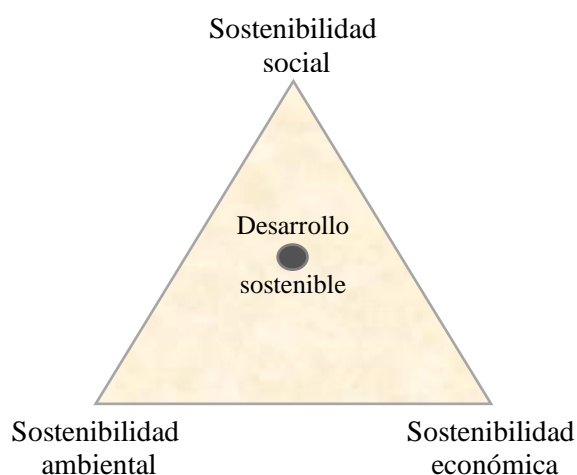 Sostenibilidad
social
Desarrollo
sostenible
Sostenibilidad
ambiental
Sostenibilidad
económica